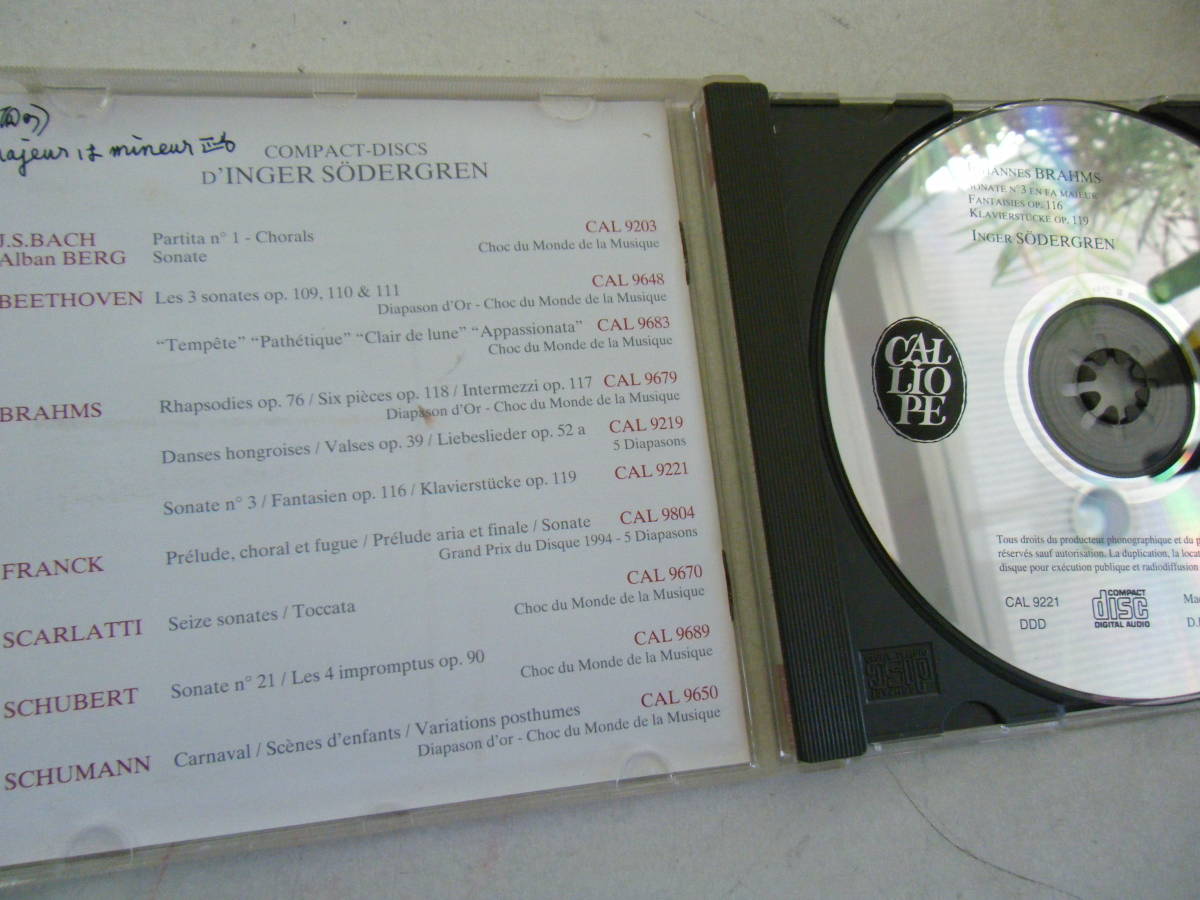 majeur は mineur
COMPACT-DISCS
D'INGER SÖDERGREN
J.S.BACH Partita n° 1 - Chorals CAL 9203
Alban BERG Sonate Choc du Monde de la Musique
BEETHOVEN Les 3 sonates op. 109, 110 & 111 CAL 9648
Diapason d'Or - Choc du Monde de la Musique
“Tempête” “Pathétique” “Clair de lune” “Appassionata” CAL 9683
Choc du Monde de la Musique
BRAHMS Rhapsodies op. 76 / Six pièces op. 118 / Intermezzi op. 117 CAL 9679
Diapason d'Or - Choc du Monde de la Musique
Danses hongroises / Valses op. 39 / Liebeslieder op. 52 a CAL 9219
5 Diapasons
Sonate n° 3 / Fantasien op. 116 / Klavierstücke op. 119 CAL 9221
FRANCK Prélude, choral et fugue / Prélude aria et finale / Sonate CAL 9804
Grand Prix du Disque 1994 - 5 Diapasons
SCARLATTI Seize sonates / Toccata CAL 9670
Choc du Monde de la Musique
SCHUBERT Sonate n° 21 / Les 4 impromptus op. 90 CAL 9689
Choc du Monde de la Musique
SCHUMANN Carnaval / Scènes d'enfants / Variations posthumes CAL 9650
Diapason d'or - Choc du Monde de la Musique
JOHANNES BRAHMS
SONATE N°3 EN FA MAJEUR
FANTAISIES OP. 116
KLAVIERSTÜCKE OP. 119
INGER SÖDERGREN
CALLIOPE
Tous droits du producteur phonographique et du
réservés sauf autorisation. La duplication, la
disque pour exécution publique et radiodiffusion
CAL 9221
DDD
COMPACT
disc
DIGITAL AUDIO